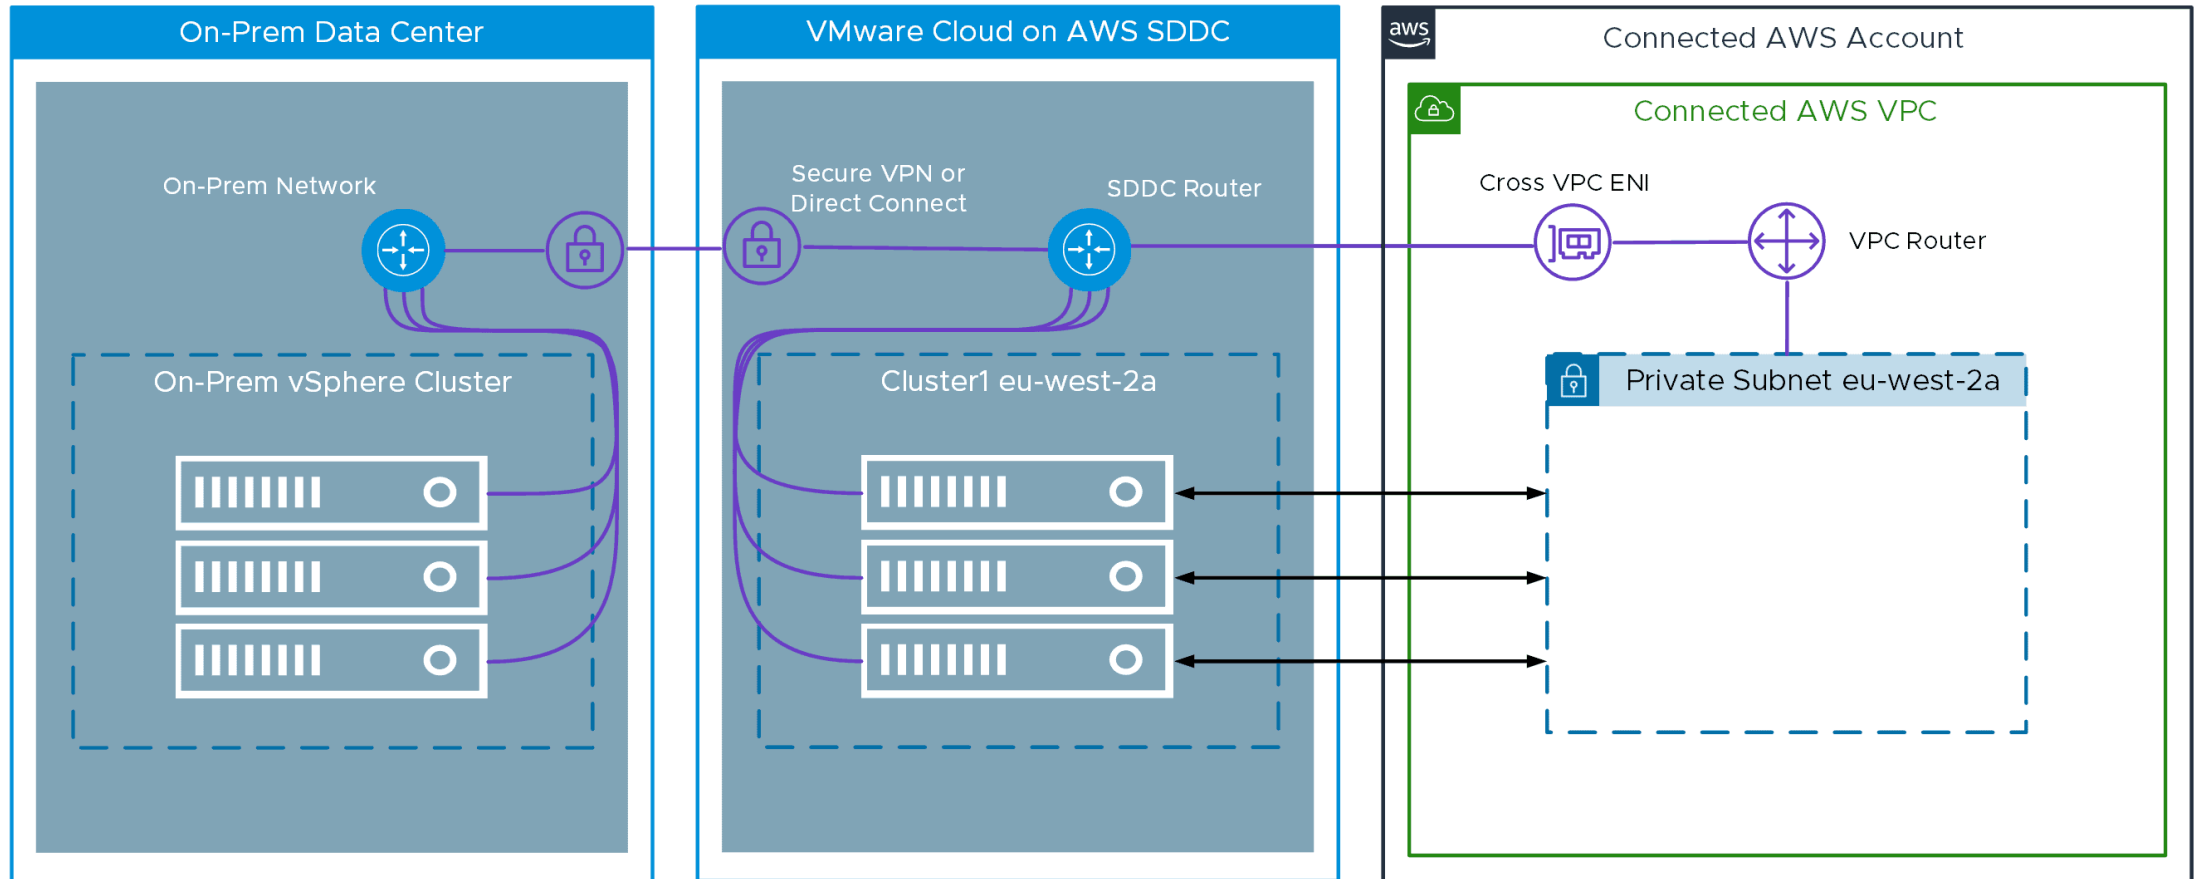 On-Prem Data Center
VMware Cloud on AWS SDDC
aws
Connected AWS Account
Connected AWS VPC
On-Prem Network
Secure VPN or
Direct Connect
SDDC Router
Cross VPC ENI
VPC Router
On-Prem vSphere Cluster
Cluster1 eu-west-2a
Private Subnet eu-west-2a